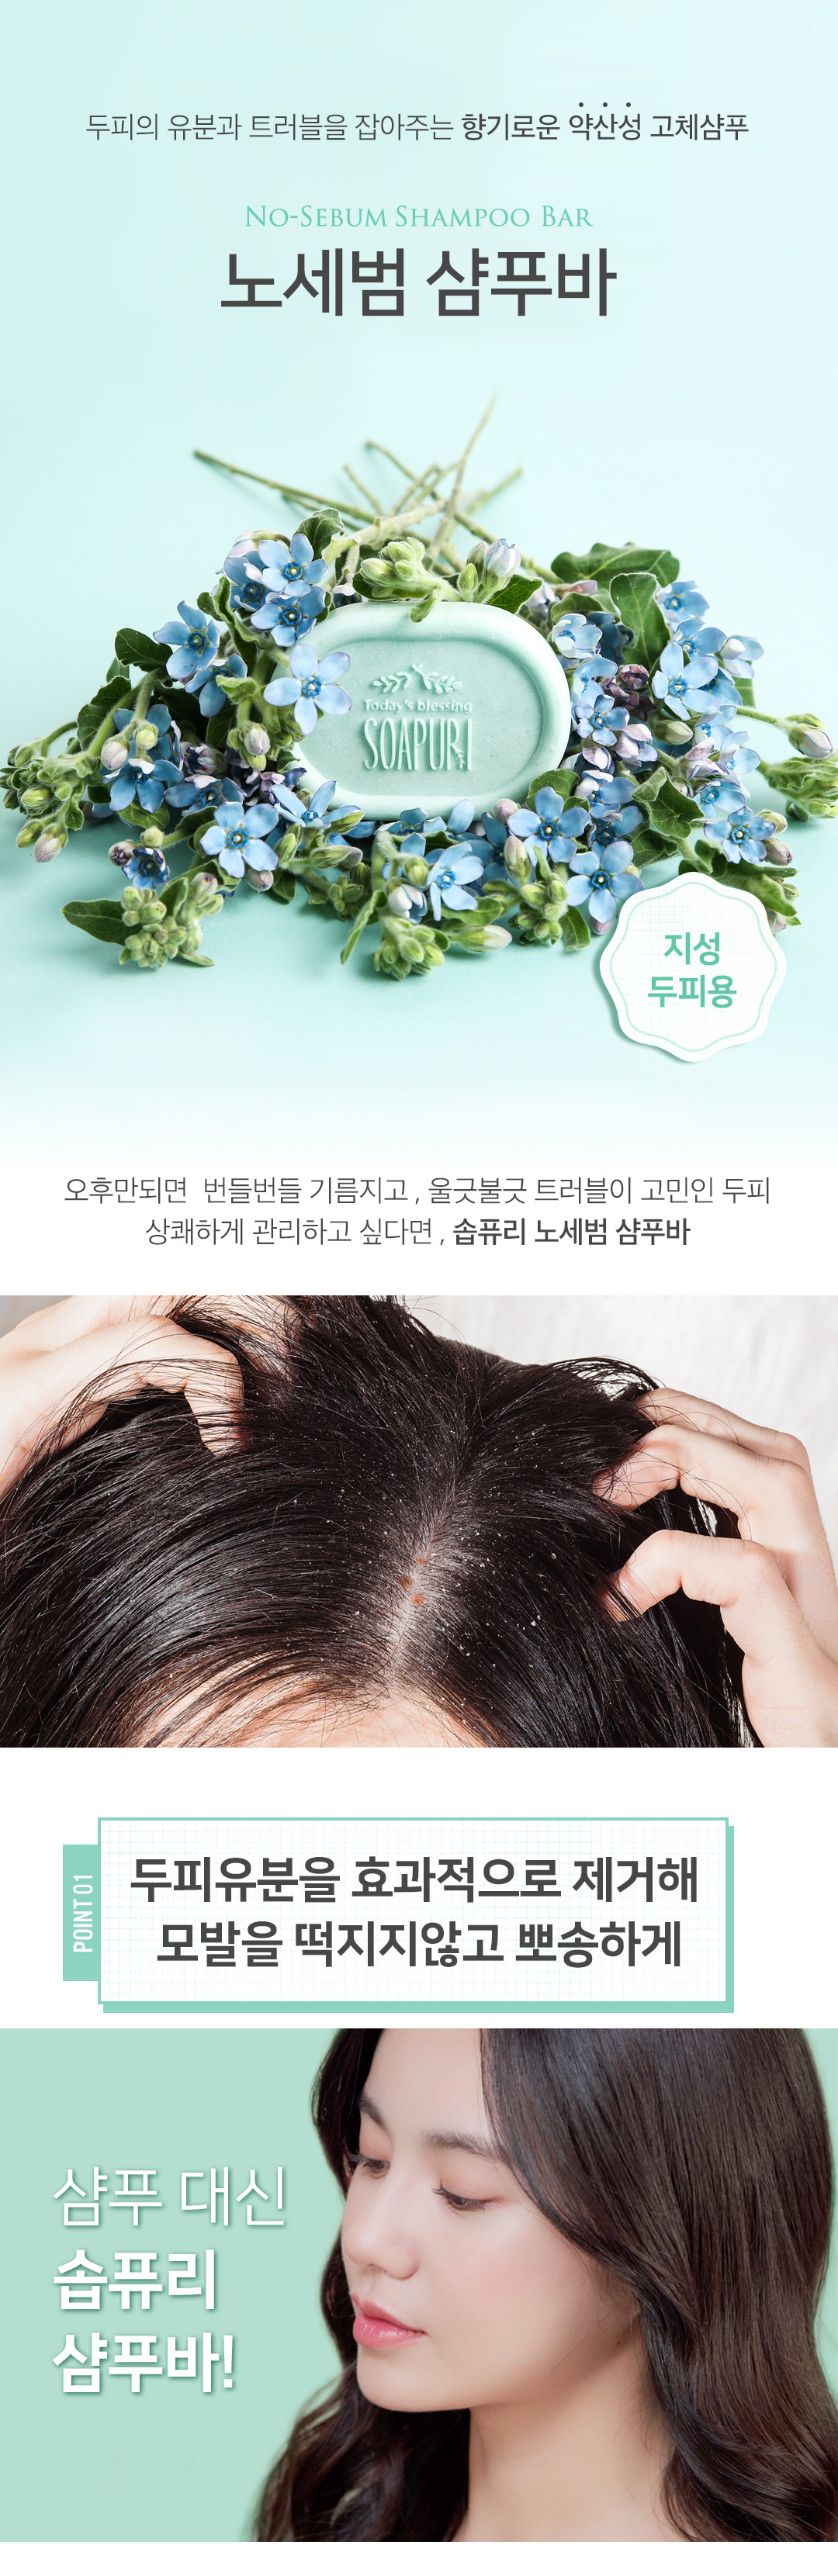 두피의 유분과 트러블을 잡아주는 향기로운 약산성 고체샴푸
No-Sebum Shampoo Bar
노세범 샴푸바
Today's blessing
SOAPURI
지성
두피용
오후만되면 번들번들 기름지고 , 울긋불긋 트러블이 고민인 두피
상쾌하게 관리하고 싶다면 , 솝퓨리 노세범 샴푸바
POINT 01
두피유분을 효과적으로 제거해
모발을 떡지지않고 뽀송하게
샴푸 대신
솝퓨리
샴푸바!